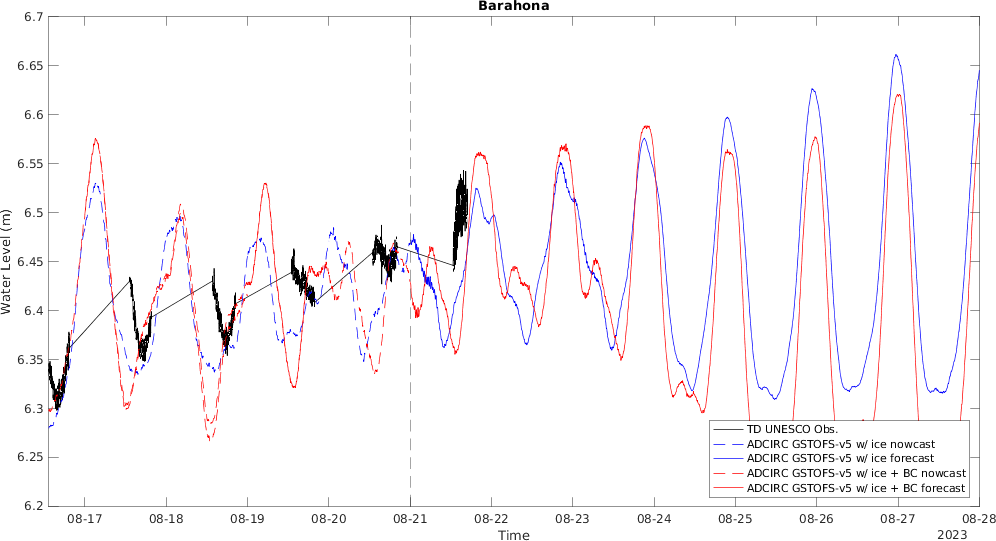 Barahona
6.7
6.65
6.6
6.55
6.5
6.45
6.4
6.35
6.3
6.25
6.2
Water Level (m)
08-17 08-18 08-19 08-20 08-21 08-22 08-23 08-24 08-25 08-26 08-27 08-28
Time
2023
TD UNESCO Obs.
ADCIRC GSTOFS-v5 w/ ice nowcast
ADCIRC GSTOFS-v5 w/ ice forecast
ADCIRC GSTOFS-v5 w/ ice + BC nowcast
ADCIRC GSTOFS-v5 w/ ice + BC forecast